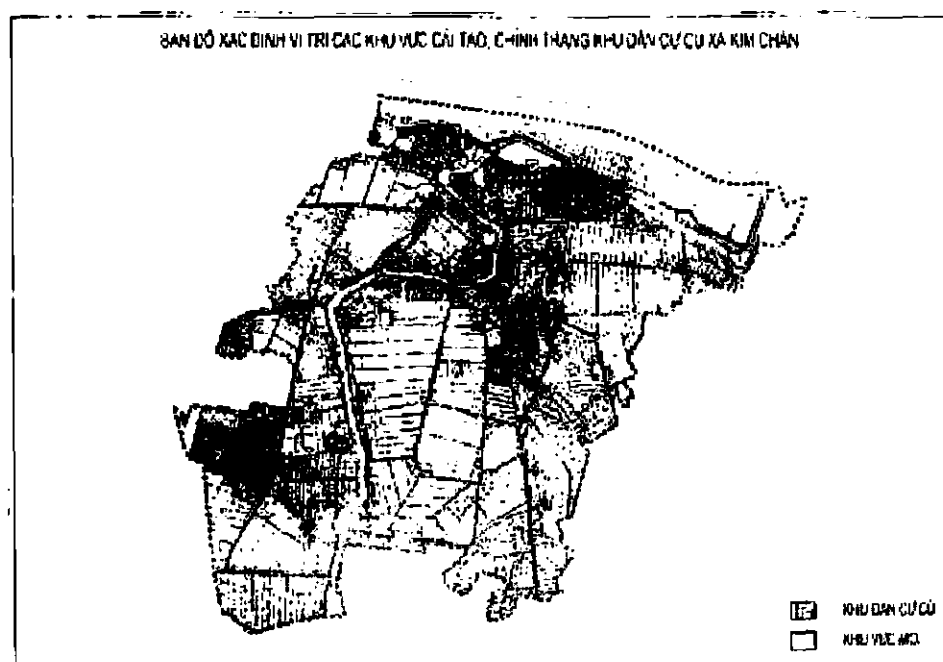 BẢN ĐỒ XÁC ĐỊNH VỊ TRÍ CÁC KHU VỰC CẢI TẠO, CHỈNH TRANG KHU DÂN CƯ CŨ XÃ KIM CHÂN
KHU DÂN CƯ CŨ
KHU VỰC MỚI